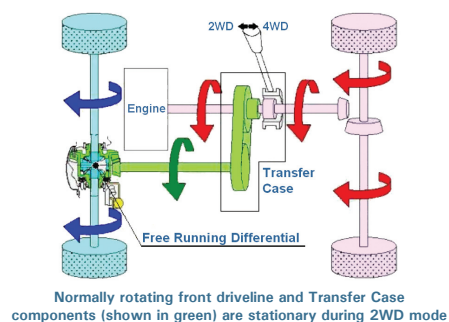 2WD 4WD
Engine
Transfer
Case
Free Running Differential
Normally rotating front driveline and Transfer Case
components (shown in green) are stationary during 2WD mode